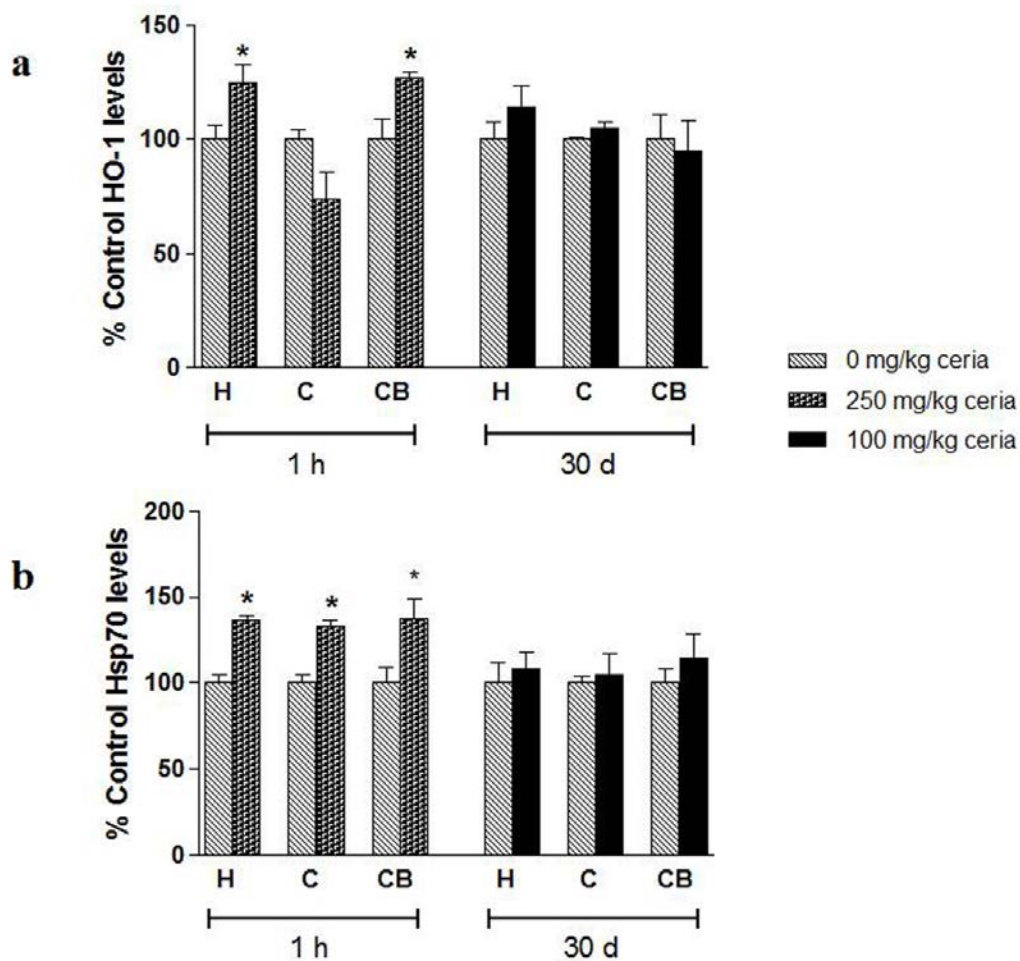 a
% Control HO-1 levels
150
100
50
0
* *
H C CB H C CB
1 h 30 d
0 mg/kg ceria
250 mg/kg ceria
100 mg/kg ceria
b
% Control Hsp70 levels
200
150
100
50
0
* * *
H C CB H C CB
1 h 30 d